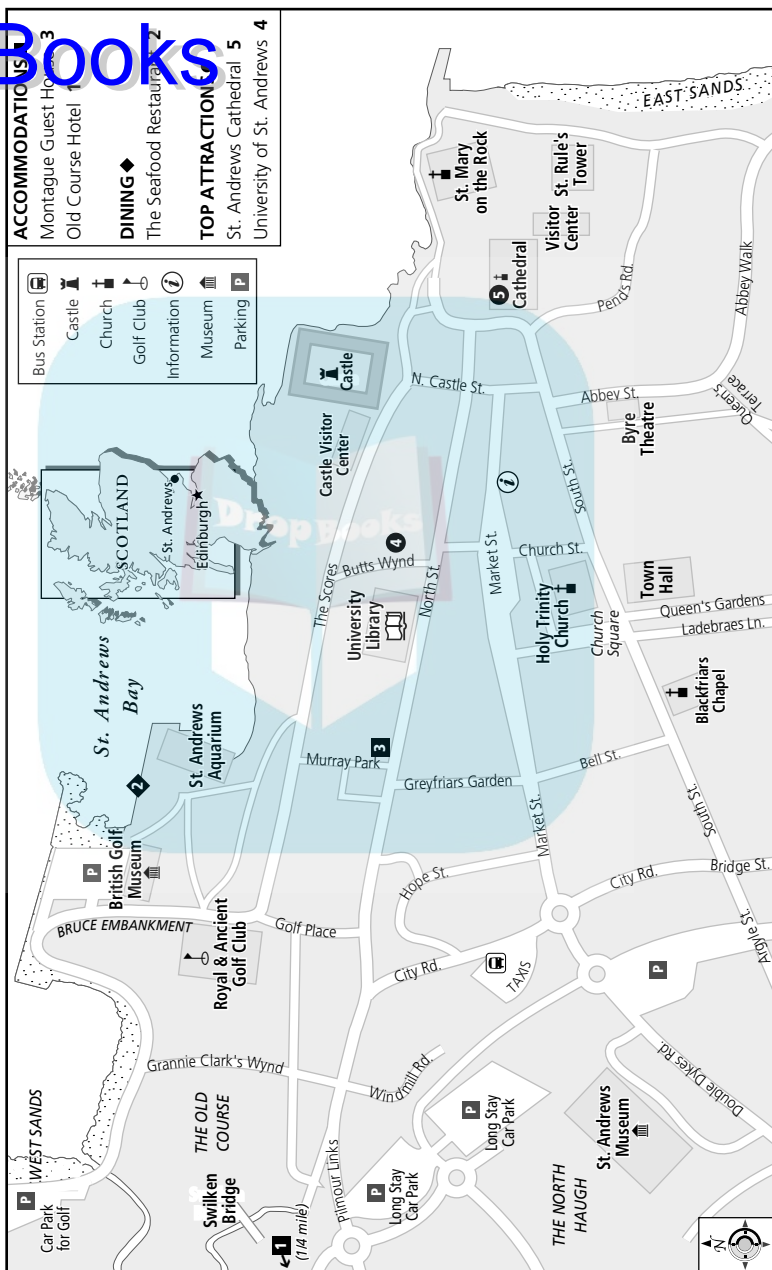 Books
ACCOMMODATIONS
Montague Guest House 3
Old Course Hotel 1
DINING
The Seafood Restaurant 2
TOP ATTRACTIONS
St. Andrews Cathedral 5
University of St. Andrews 4
Bus Station
Castle
Church
Golf Club
Information
i
Museum
Parking
P
SCOTLAND
St. Andrews
Edinburgh
DropBooks
St. Andrews
Bay
EAST SANDS
St. Mary
on the Rock
St. Rule's
Tower
Visitor
Center
5
Cathedral
Pend's Rd.
Abbey Walk
Castle
N. Castle St.
Castle Visitor
Center
Abbey St.
Queen's
Terrace
Byre
Theatre
South St.
i
Market St.
Church St.
4
Butts Wynd
The Scores
North St.
University
Library
Holy Trinity
Church
Church
Square
Town
Hall
Queen's Gardens
Ladebraes Ln.
Blackfriars
Chapel
2
St. Andrews
Aquarium
Murray Park
3
Greyfriars Garden
Bell St.
Market St.
South St.
P
British Golf
Museum
BRUCE EMBANKMENT
Royal & Ancient
Golf Club
Golf Place
Hope St.
City Rd.
Bridge St.
Argyle St.
City Rd.
TAXIS
P
Grannie Clark's Wynd
Windmill Rd.
Double Dykes Rd.
WEST SANDS
P
Car Park
for Golf
THE OLD
COURSE
Swilken
Bridge
1
(1/4 mile)
Pilmour Links
P
Long Stay
Car Park
P
Long Stay
Car Park
St. Andrews
Museum
THE NORTH
HAUGH
N